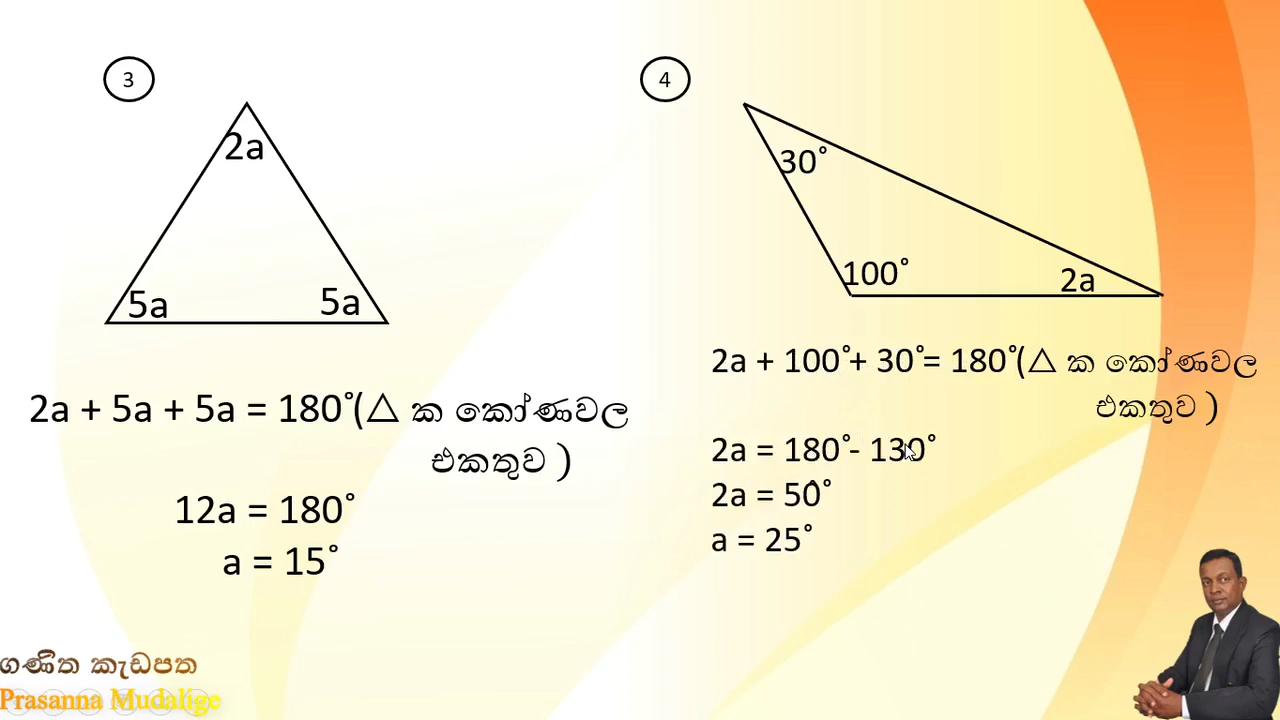 3
2a
5a
5a
2a + 5a + 5a = 180˚(△ ක කෝණවල
එකතුව )
12a = 180˚
a = 15˚
4
30˚
100˚
2a
2a + 100˚+ 30˚= 180˚(△ ක කෝණවල
එකතුව )
2a = 180˚- 130˚
2a = 50˚
a = 25˚
ගණිත කැඩපත
Prasanna Mudalige